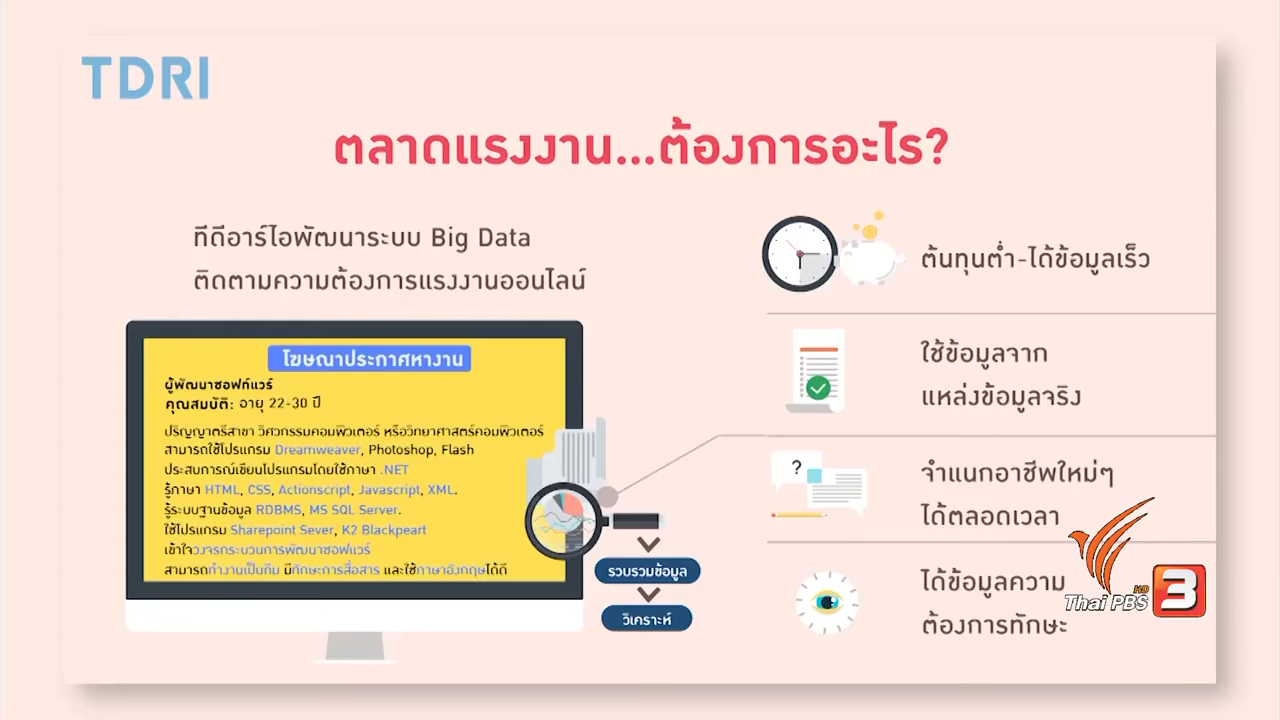 TDRI
ตลาดแรงงาน...ต้องการอะไร?
ทีดีอาร์ไอพัฒนาระบบ Big Data
ติดตามความต้องการแรงงานออนไลน์
โฆษณาประกาศหางาน
ผู้พัฒนาซอฟท์แวร์
คุณสมบัติ: อายุ 22-30 ปี
ปริญญาตรีสาขา วิศวกรรมคอมพิวเตอร์ หรือวิทยาศาสตร์คอมพิวเตอร์
สามารถใช้โปรแกรม Dreamweaver, Photoshop, Flash
ประสบการณ์เขียนโปรแกรมโดยใช้ภาษา .NET
รู้ภาษา HTML, CSS, Actionscript, Javascript, XML.
รู้ระบบฐานข้อมูล RDBMS, MS SQL Server.
ใช้โปรแกรม Sharepoint Sever, K2 Blackpeart
เข้าใจวงจรกระบวนการพัฒนาซอฟแวร์
สามารถทำงานเป็นทีม มีทักษะการสื่อสาร และใช้ภาษาอังกฤษได้ดี
รวบรวมข้อมูล
วิเคราะห์
ต้นทุนต่ำ-ได้ข้อมูลเร็ว
ใช้ข้อมูลจาก
แหล่งข้อมูลจริง
?
จำแนกอาชีพใหม่ๆ
ได้ตลอดเวลา
ได้ข้อมูลความ
ต้องการทักษะ
Thai PBS HD 3